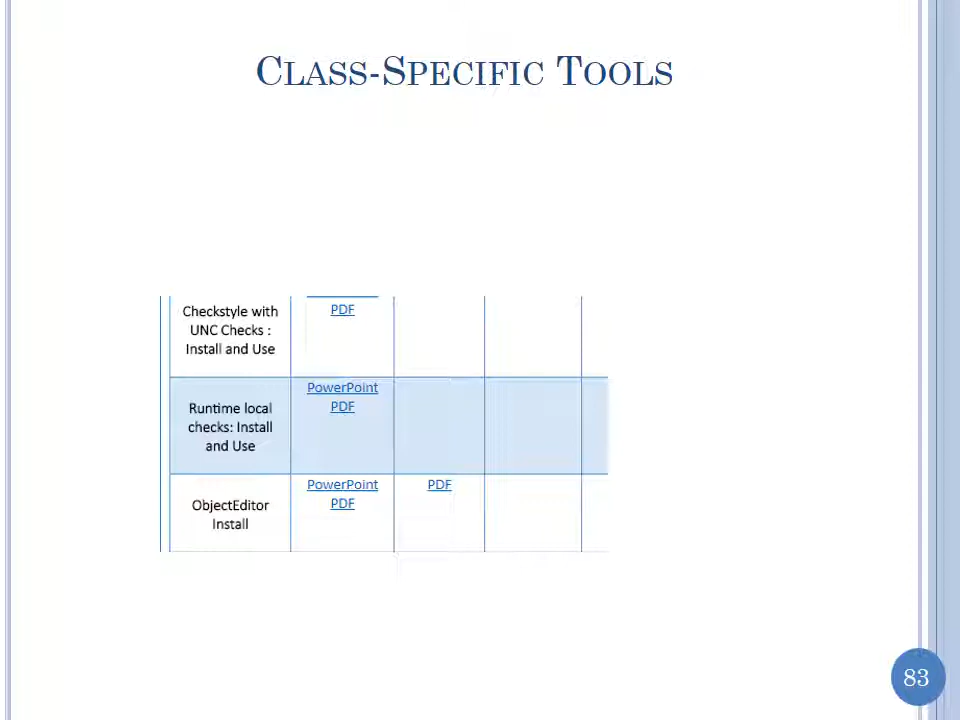 CLASS-SPECIFIC TOOLS
Checkstyle with
UNC Checks :
Install and Use
PDF
Runtime local
checks: Install
and Use
PowerPoint
PDF
ObjectEditor
Install
PowerPoint
PDF
PDF
83